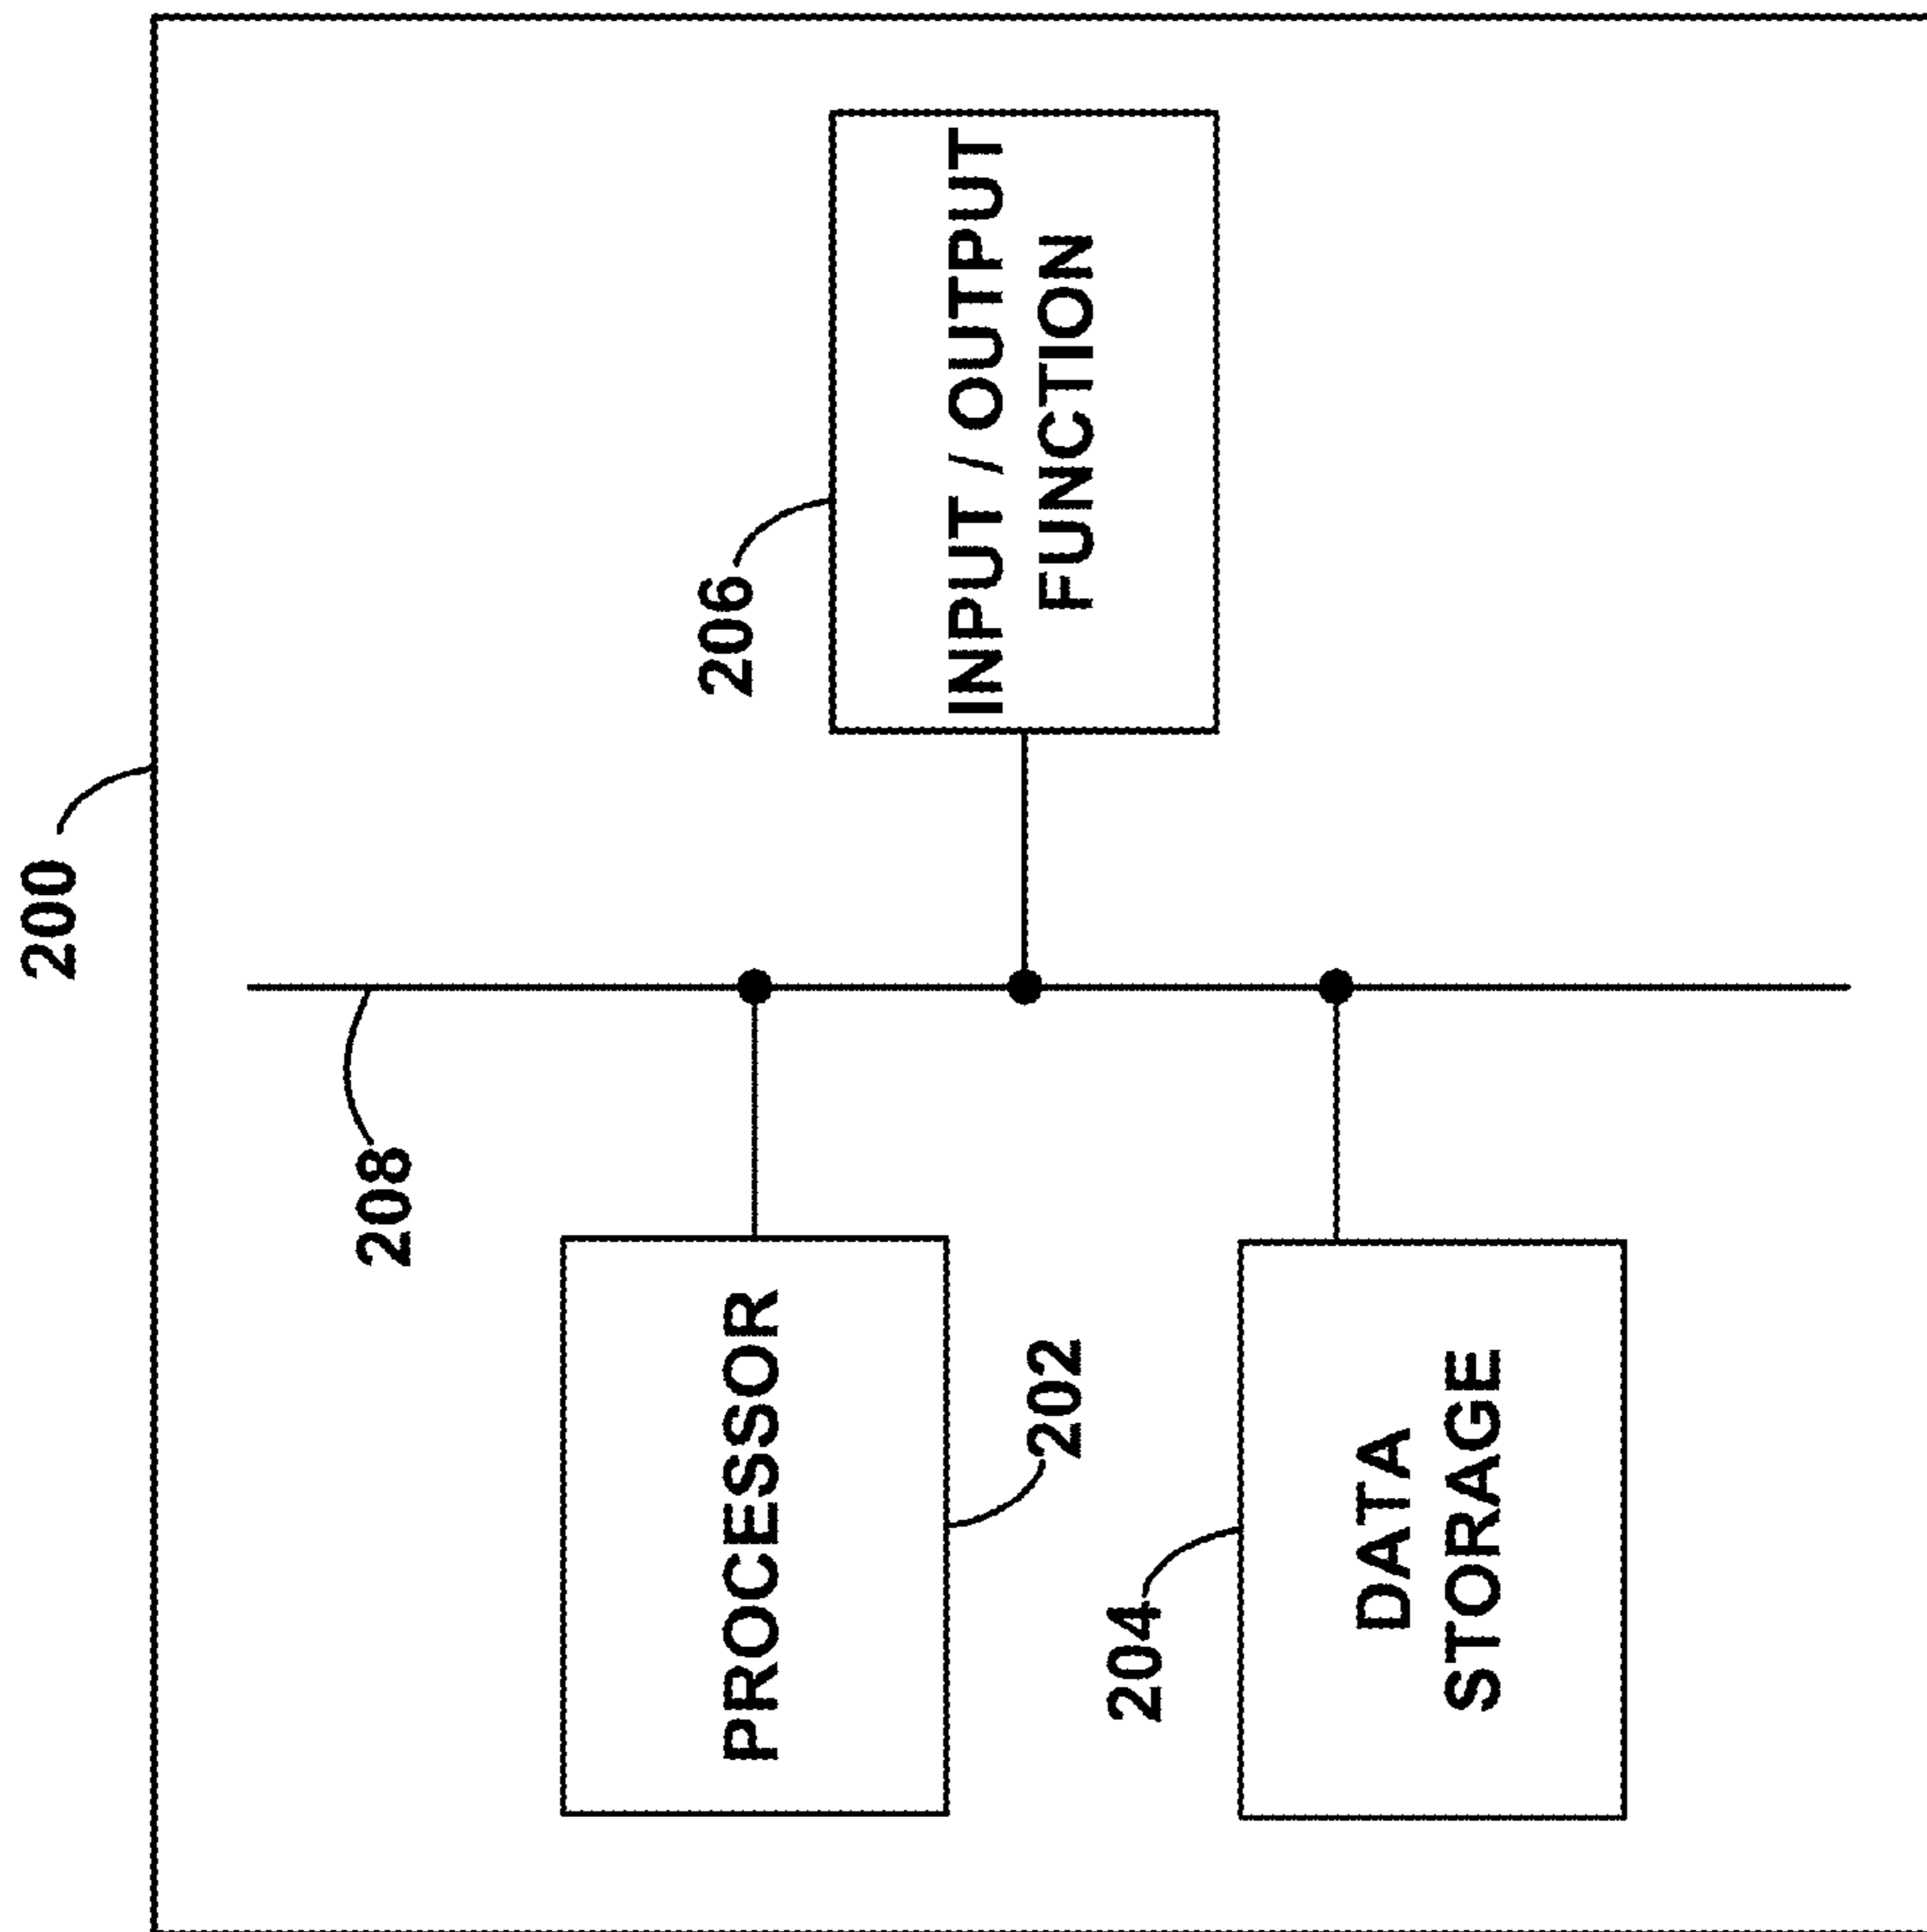 200
208
206
PROCESSOR
INPUT / OUTPUT
FUNCTION
202
204
DATA
STORAGE